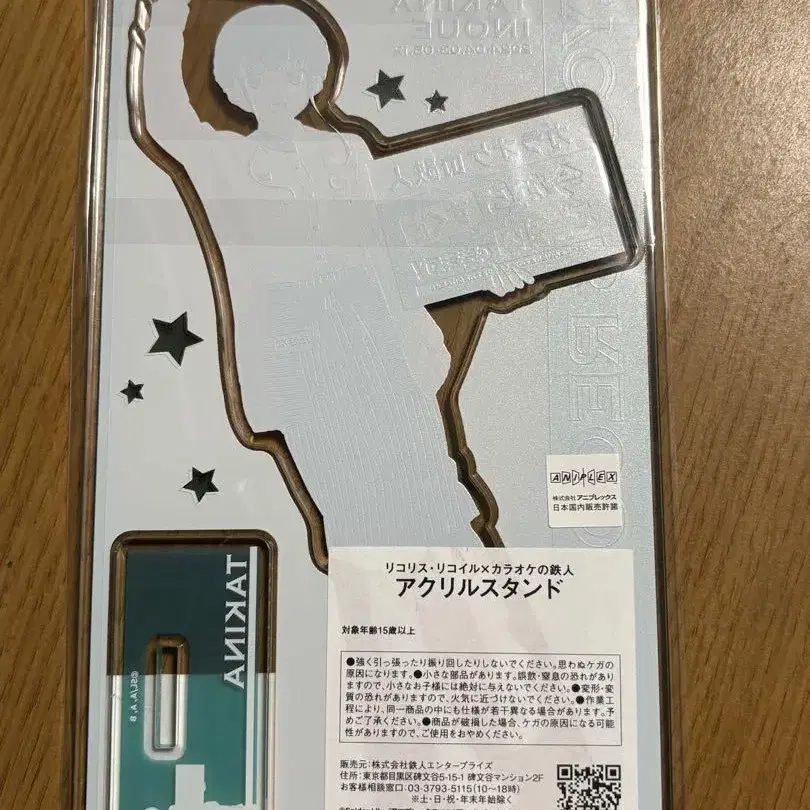 TAKINA
INOUE
カラオケの鉄人
ANIPLEX
株式会社アニプレックス
日本国内販売許諾
リコリス・リコイル×カラオケの鉄人
アクリルスタンド
対象年齢15歳以上
●強く引っ張ったり振り回したりしないでください。思わぬケガの
原因になります。●小さな部品があります。誤飲・窒息の恐れがあり
ますので、小さなお子様には絶対に与えないでください。●変形・変
質の恐れがありますので、火気に近づけないでください。●作業工
程により、同一商品の中にも仕様が若干異なる場合があります。予
めご了承ください。●商品が破損した場合、ケガの原因になる可能
性がありますので、ご使用をおやめください。
販売元:株式会社鉄人エンタープライズ
住所:東京都目黒区碑文谷5-15-1 碑文谷マンション2F
お客様相談窓口:03-3793-5115(10〜18時)
※土・日・祝・年末年始除く
TAKINA